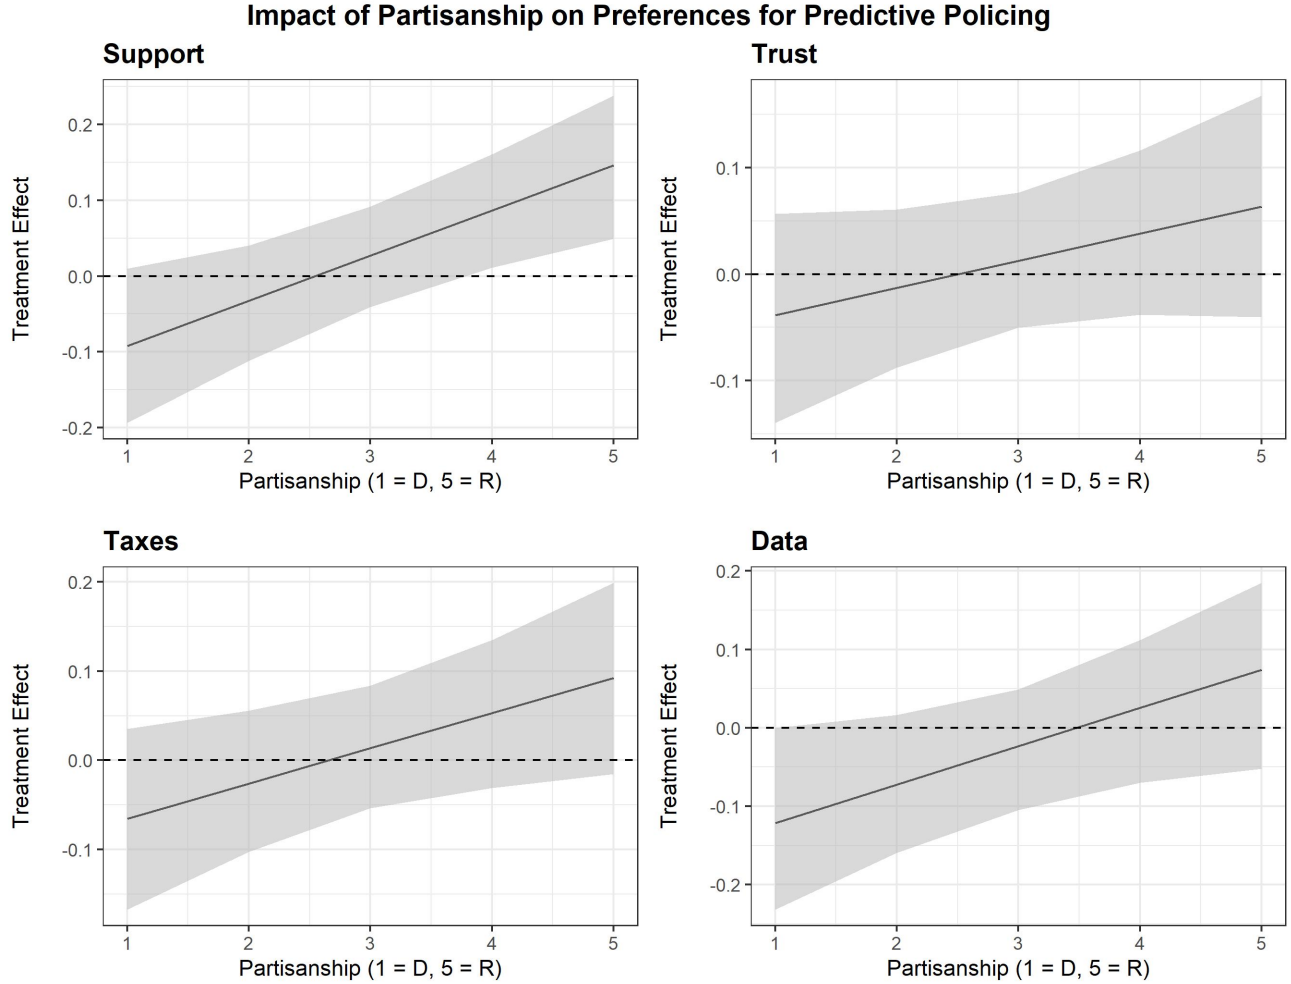 Impact of Partisanship on Preferences for Predictive Policing
Support
Treatment Effect
0.2
0.1
0.0
-0.1
-0.2
1 2 3 4 5
Partisanship (1 = D, 5 = R)
Trust
Treatment Effect
0.1
0.0
-0.1
1 2 3 4 5
Partisanship (1 = D, 5 = R)
Taxes
Treatment Effect
0.2
0.1
0.0
-0.1
1 2 3 4 5
Partisanship (1 = D, 5 = R)
Data
Treatment Effect
0.2
0.1
0.0
-0.1
-0.2
1 2 3 4 5
Partisanship (1 = D, 5 = R)